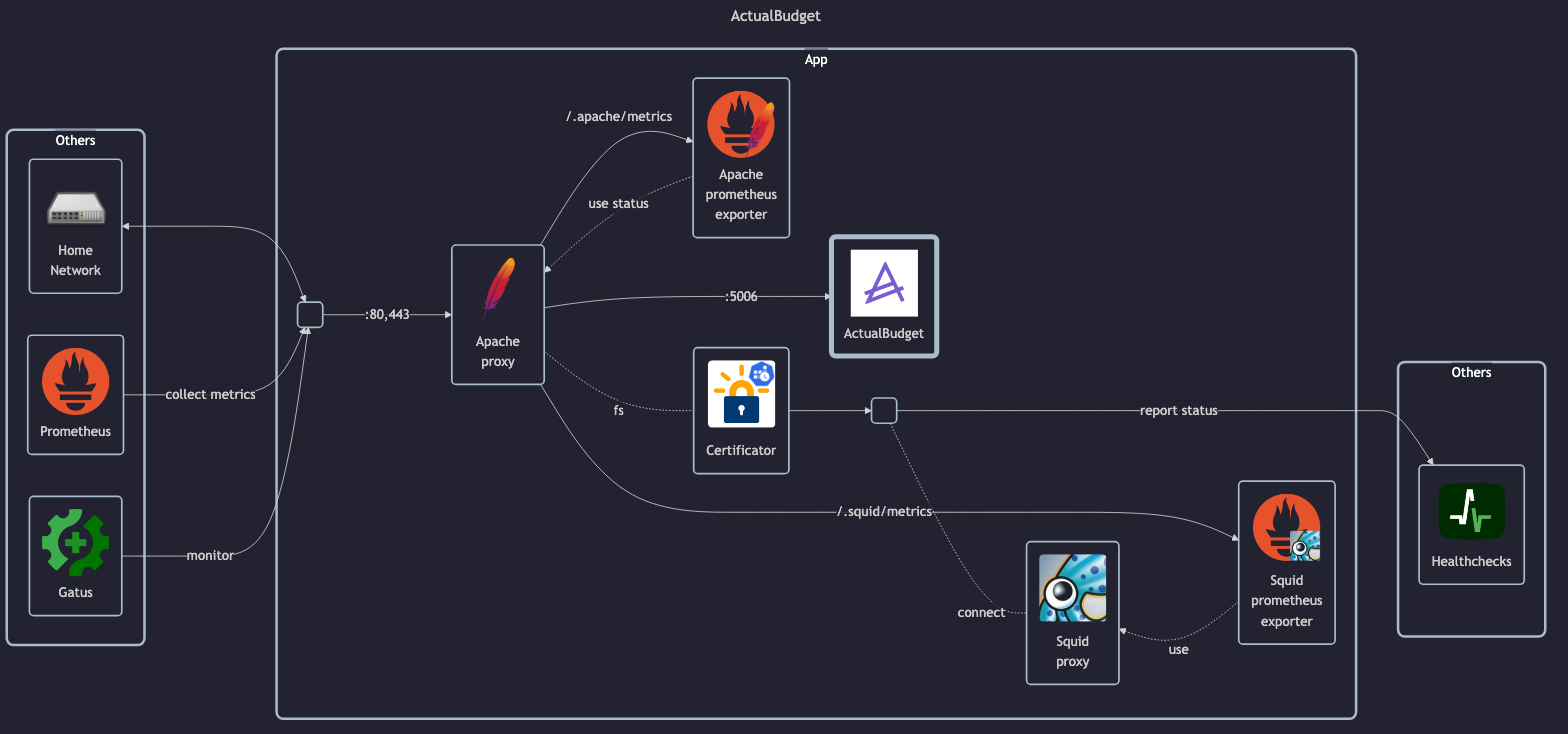 ActualBudget
App
Others
Home
Network
Prometheus
Gatus
collect metrics
monitor
:80,443
Apache
proxy
/.apache/metrics
use status
Apache
prometheus
exporter
:5006
ActualBudget
fs
Certificator
report status
/.squid/metrics
connect
Squid
proxy
use
Squid
prometheus
exporter
Others
Healthchecks